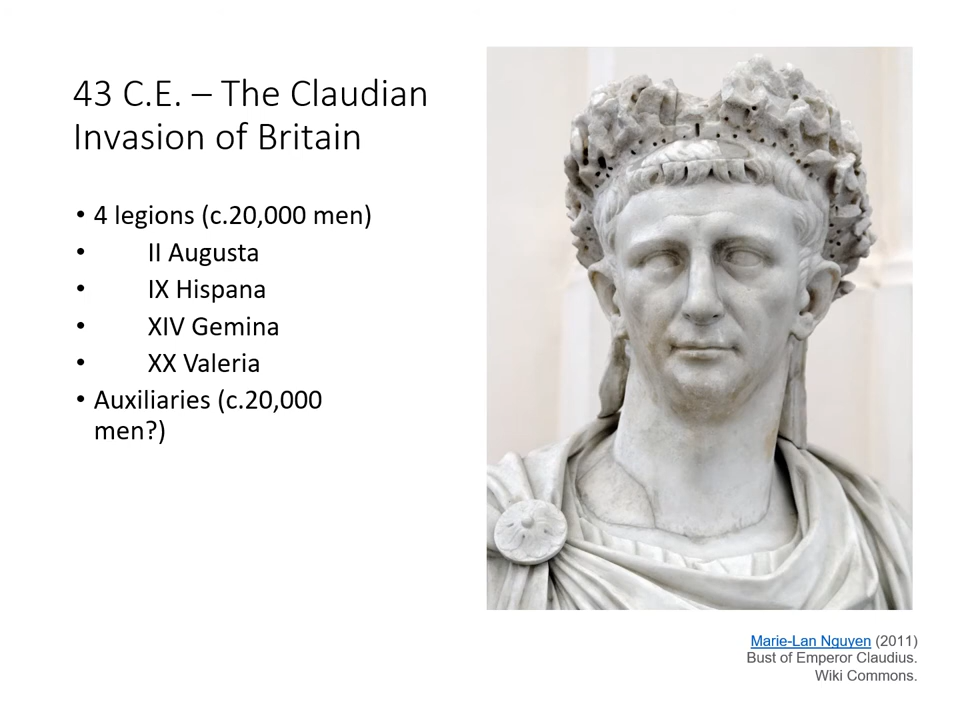 43 C.E. – The Claudian
Invasion of Britain
• 4 legions (c.20,000 men)
• II Augusta
• IX Hispana
• XIV Gemina
• XX Valeria
• Auxiliaries (c.20,000
men?)
Marie-Lan Nguyen (2011)
Bust of Emperor Claudius.
Wiki Commons.